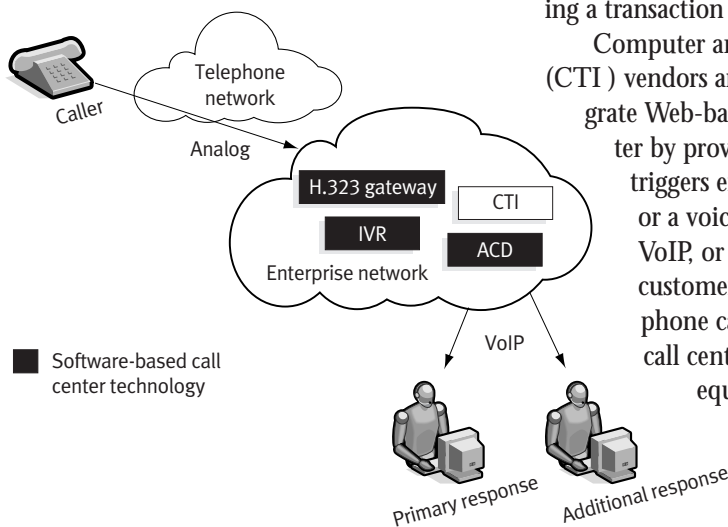 Telephone
network
Caller
Analog
H.323 gateway
CTI
IVR
ACD
Enterprise network
VoIP
Software-based call
center technology
Primary response
Additional response
ing a transaction
Computer an
(CTI ) vendors a
grate Web-ba
ter by prov
triggers e
or a voic
VoIP, or
custome
phone ca
call cent
equ